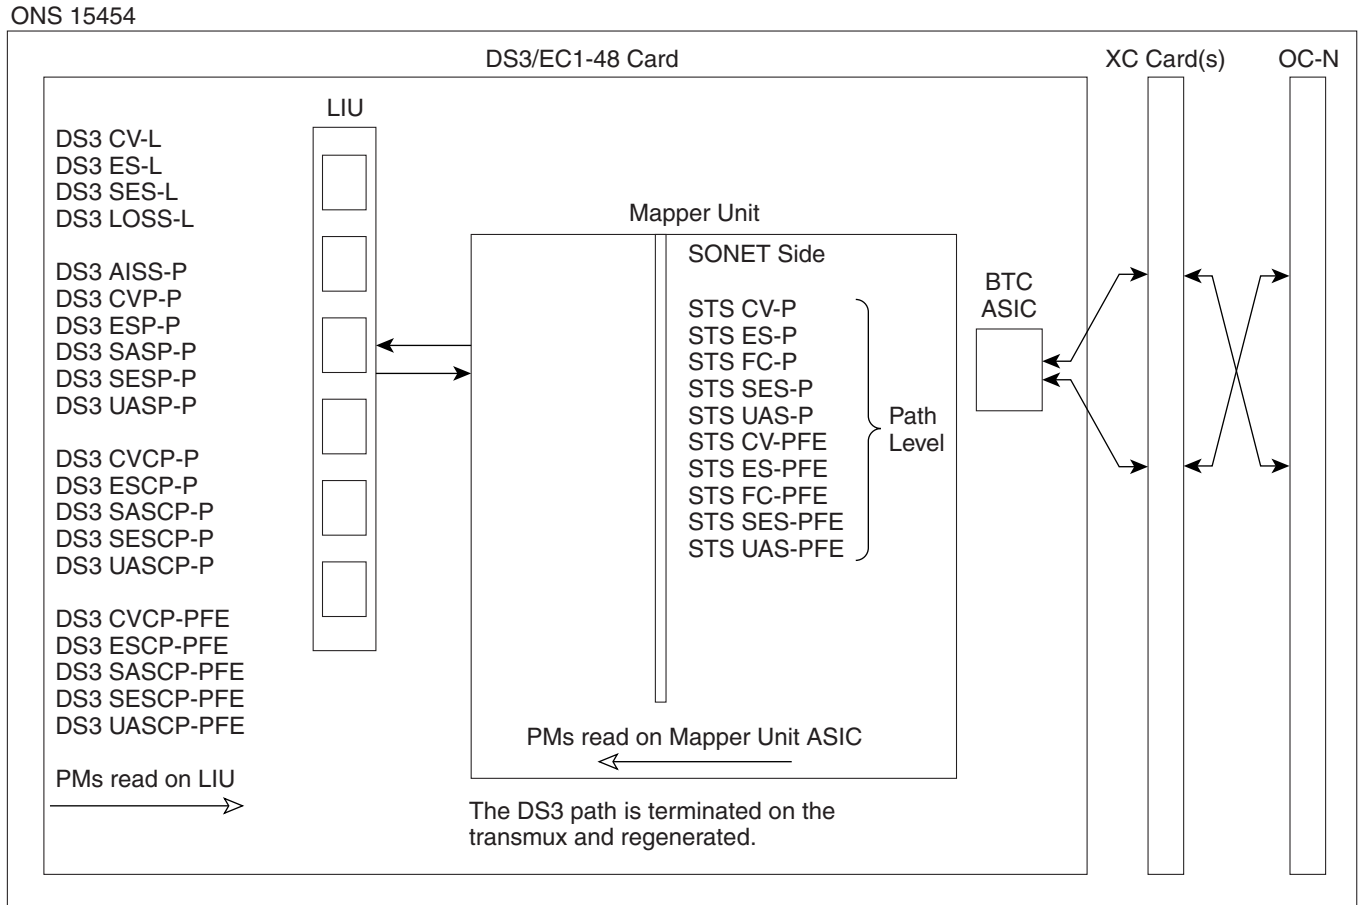 ONS 15454
DS3/EC1-48 Card
XC Card(s)
OC-N
LIU
DS3 CV-L
DS3 ES-L
DS3 SES-L
DS3 LOSS-L
DS3 AISS-P
DS3 CVP-P
DS3 ESP-P
DS3 SASP-P
DS3 SESP-P
DS3 UASP-P
DS3 CVCP-P
DS3 ESCP-P
DS3 SASCP-P
DS3 SESCP-P
DS3 UASCP-P
DS3 CVCP-PFE
DS3 ESCP-PFE
DS3 SASCP-PFE
DS3 SESCP-PFE
DS3 UASCP-PFE
PMs read on LIU
Mapper Unit
SONET Side
STS CV-P
STS ES-P
STS FC-P
STS SES-P
STS UAS-P
STS CV-PFE
STS ES-PFE
STS FC-PFE
STS SES-PFE
STS UAS-PFE
Path
Level
PMs read on Mapper Unit ASIC
The DS3 path is terminated on the
transmux and regenerated.
BTC
ASIC